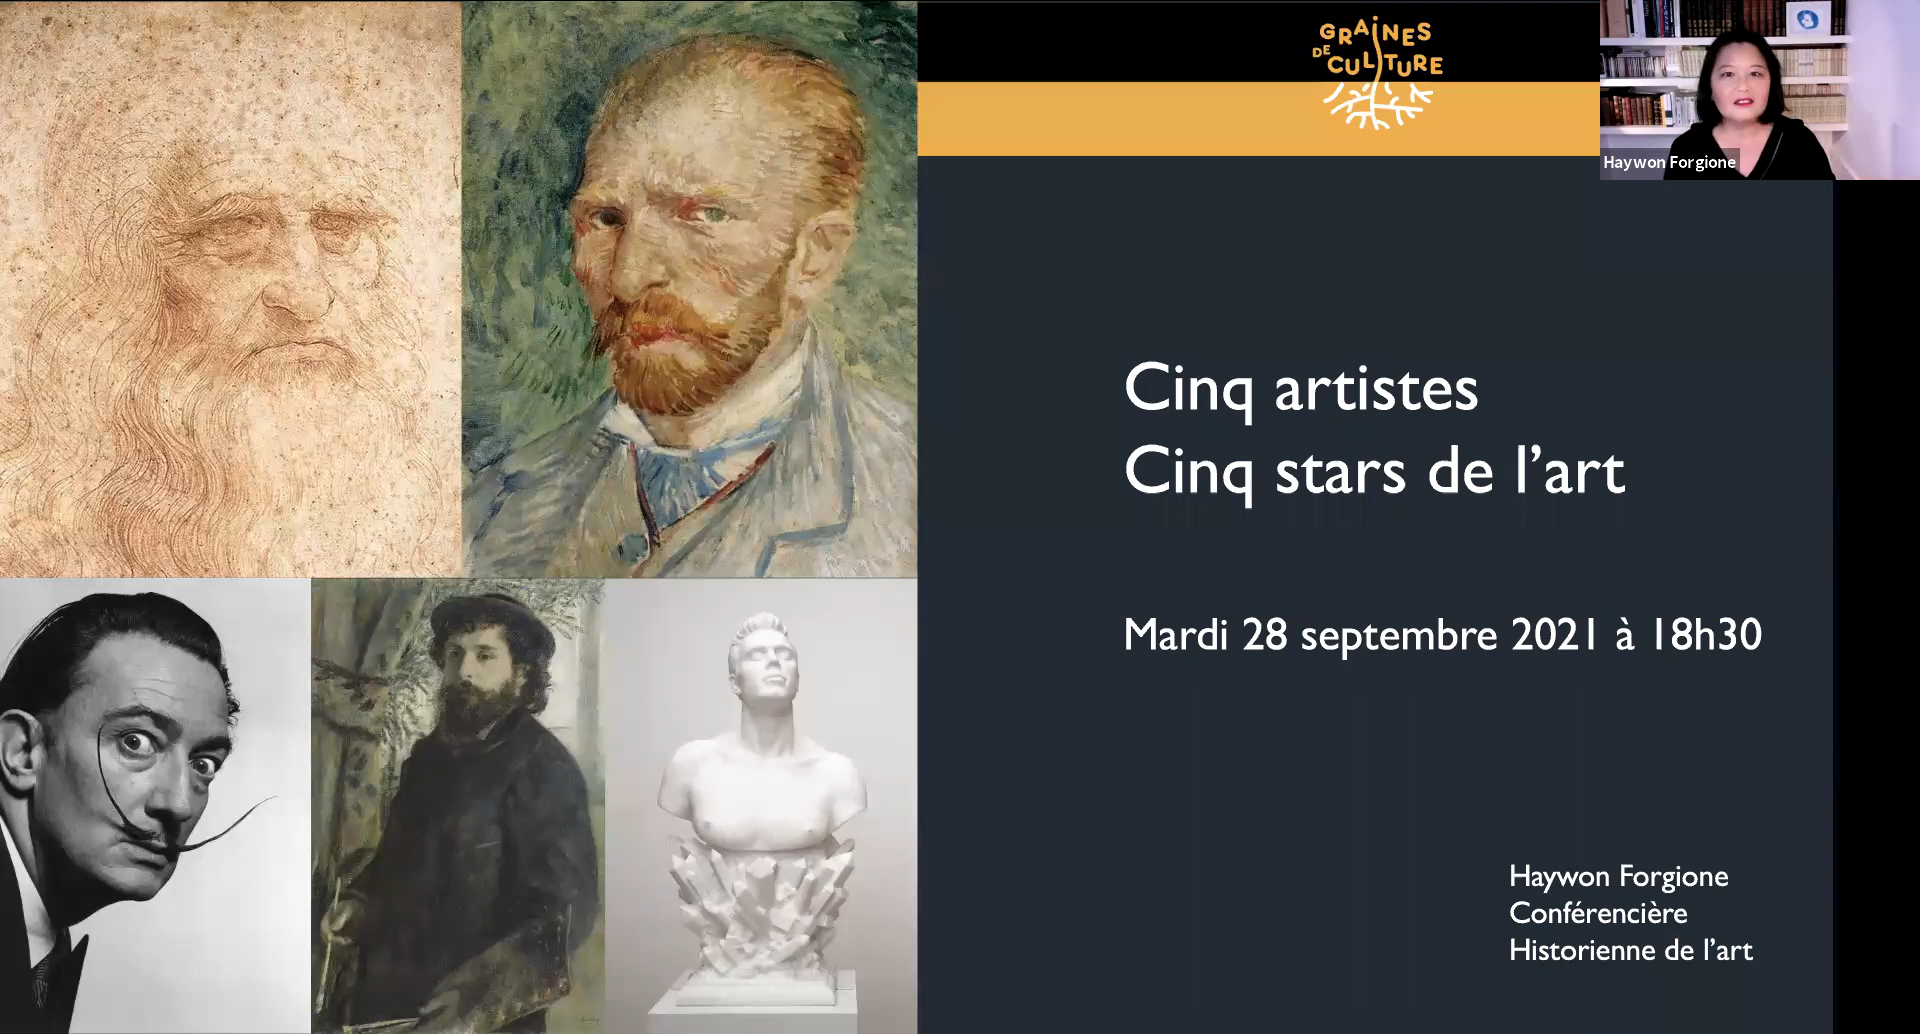 GRAINES
DE
CULTURE
Haywon Forgione
Cinq artistes
Cinq stars de l’art
Mardi 28 septembre 2021 à 18h30
Haywon Forgione
Conférencière
Historienne de l’art